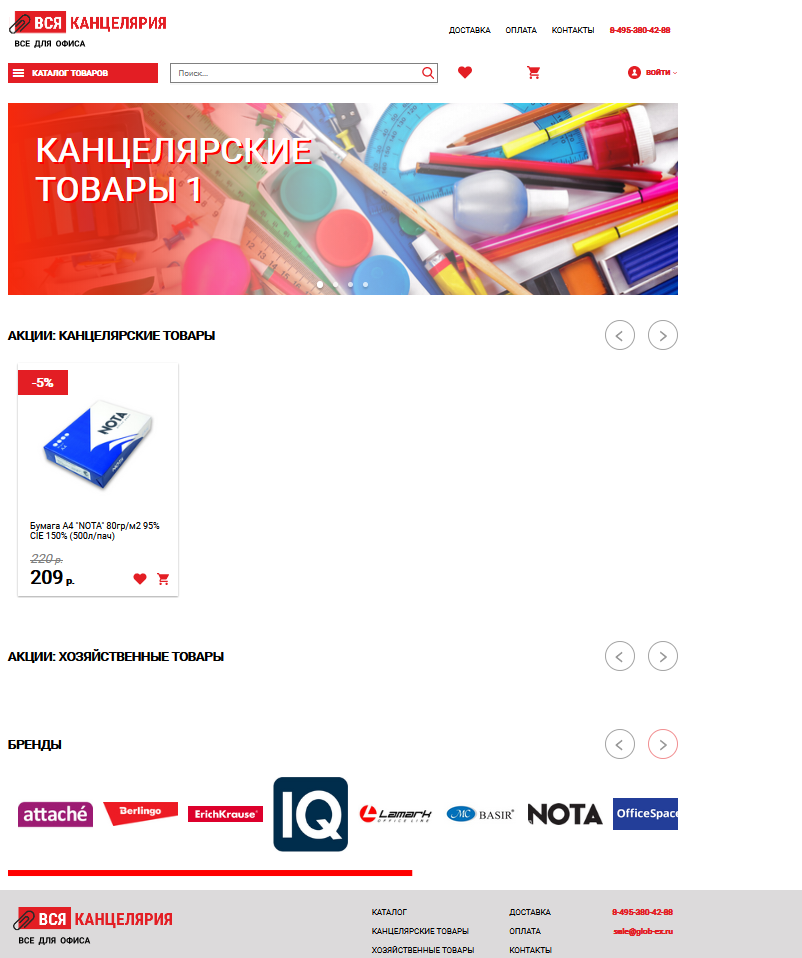 ВСЯ КАНЦЕЛЯРИЯ
ВСЕ ДЛЯ ОФИСА
ДОСТАВКА ОПЛАТА КОНТАКТЫ 8-495-380-42-88
КАТАЛОГ ТОВАРОВ
Поиск...
ВОЙТИ
КАНЦЕЛЯРСКИЕ
ТОВАРЫ 1
АКЦИИ: КАНЦЕЛЯРСКИЕ ТОВАРЫ
-5%
NOTA
Бумага А4 "NOTA" 80гр/м2 95%
CIE 150% (500л/пач)
220 р.
209 р.
АКЦИИ: ХОЗЯЙСТВЕННЫЕ ТОВАРЫ
БРЕНДЫ
attaché
Berlingo
ErichKrause
IQ
LAMARK
OFFICE LINE
MC BASIR
NOTA
OfficeSpace
ВСЯ КАНЦЕЛЯРИЯ
ВСЕ ДЛЯ ОФИСА
КАТАЛОГ ДОСТАВКА 8-495-380-42-88
КАНЦЕЛЯРСКИЕ ТОВАРЫ ОПЛАТА sale@glob-ex.ru
ХОЗЯЙСТВЕННЫЕ ТОВАРЫ КОНТАКТЫ